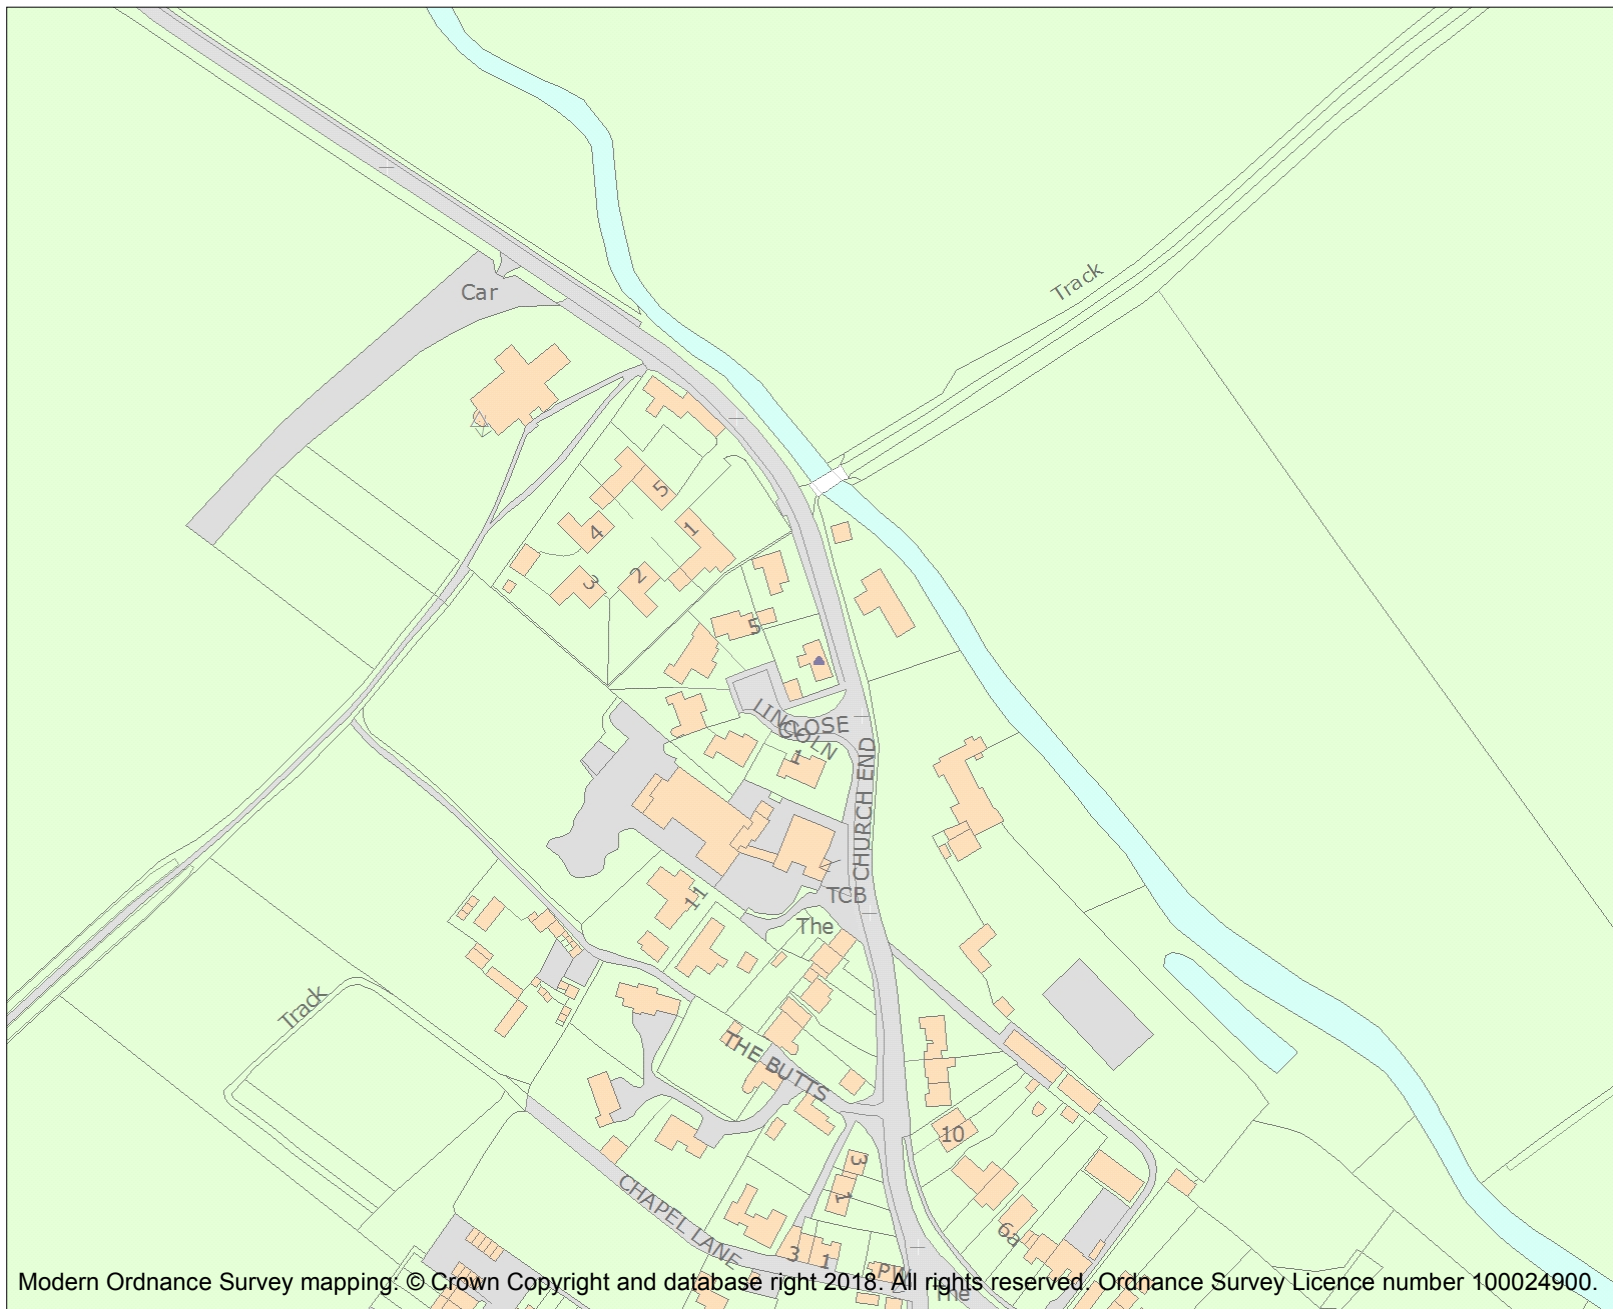 Car
Track
5
4
1
3
2
5
LINCOLN
CLOSE
1
CHURCH END
TCB
11
The
Track
THE BUTTS
10
3
1
CHAPEL LANE
6a
3
1
PW
The
Modern Ordnance Survey mapping: © Crown Copyright and database right 2018. All rights reserved. Ordnance Survey Licence number 100024900.